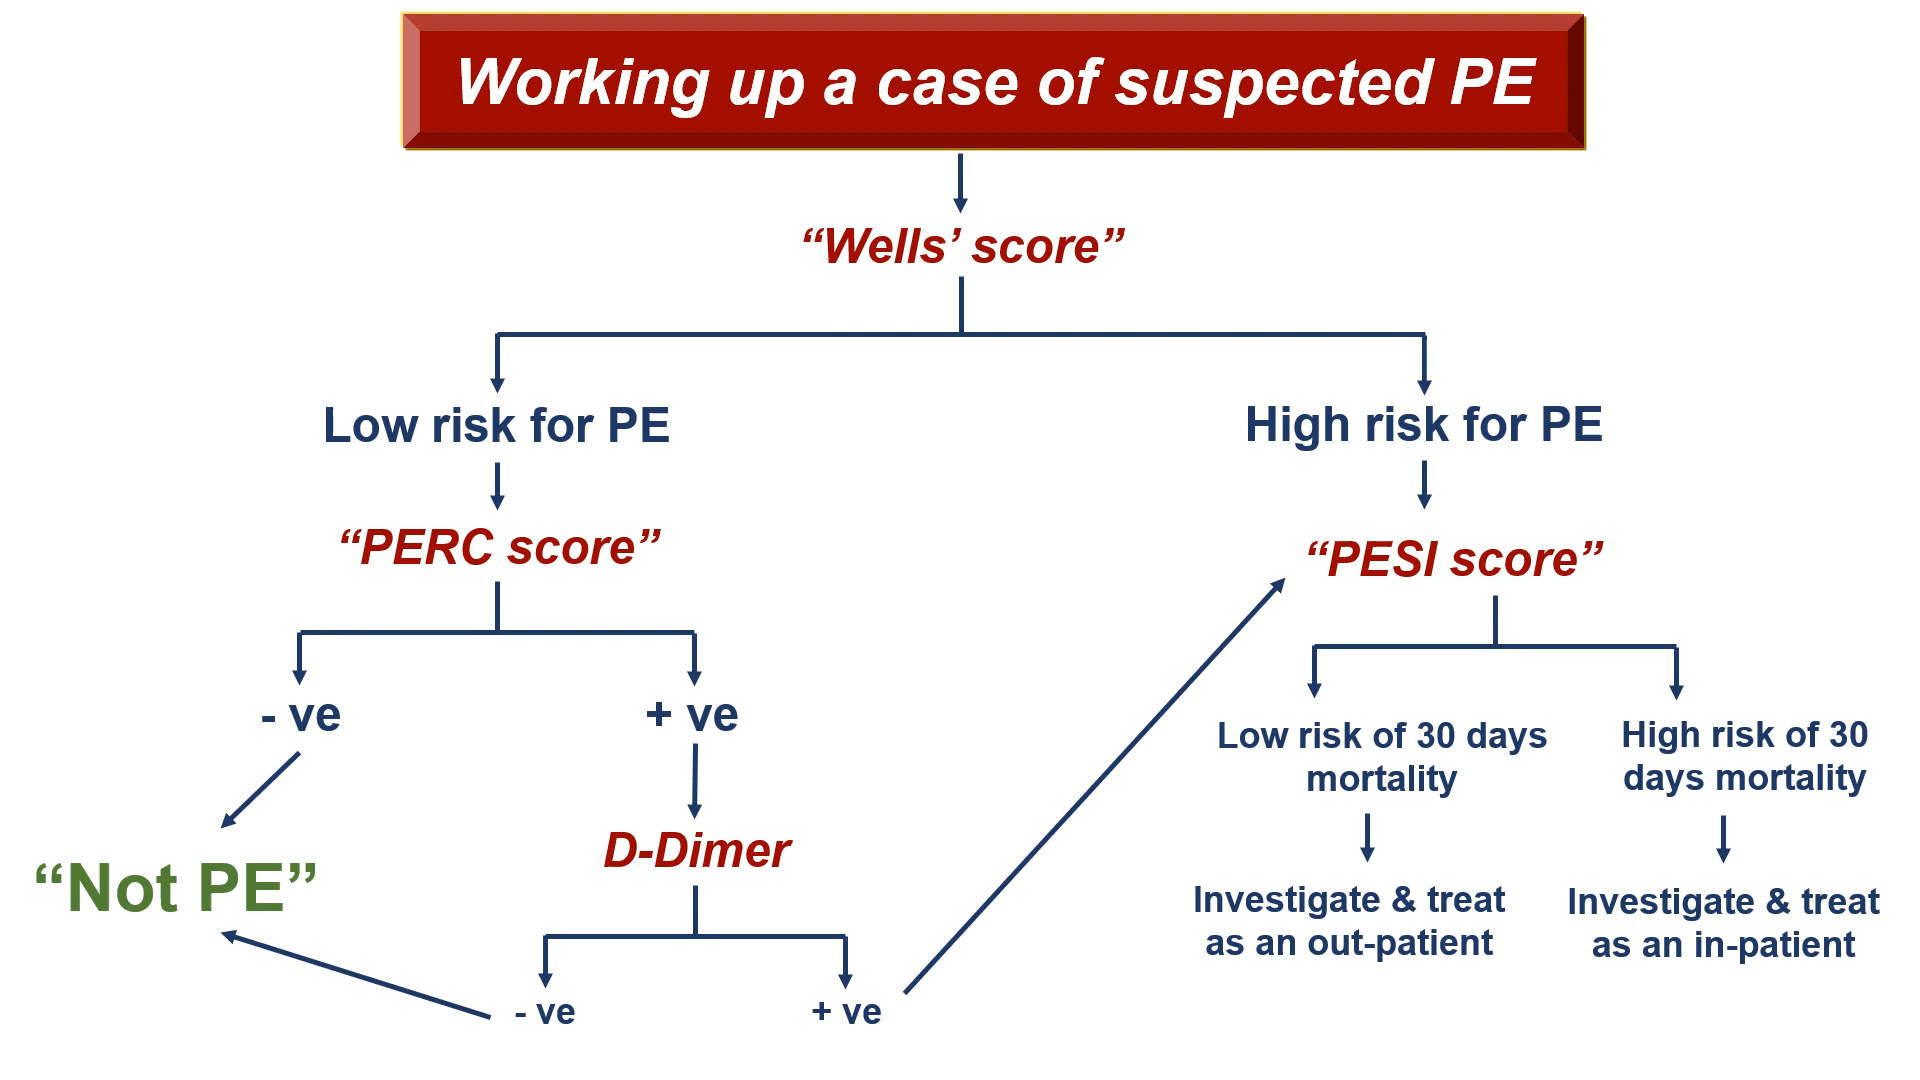 Working up a case of suspected PE
“Wells’ score”
Low risk for PE
High risk for PE
“PERC score”
“PESI score”
- ve
+ ve
Low risk of 30 days
mortality
High risk of 30
days mortality
D-Dimer
“Not PE”
Investigate & treat
as an out-patient
Investigate & treat
as an in-patient
- ve
+ ve